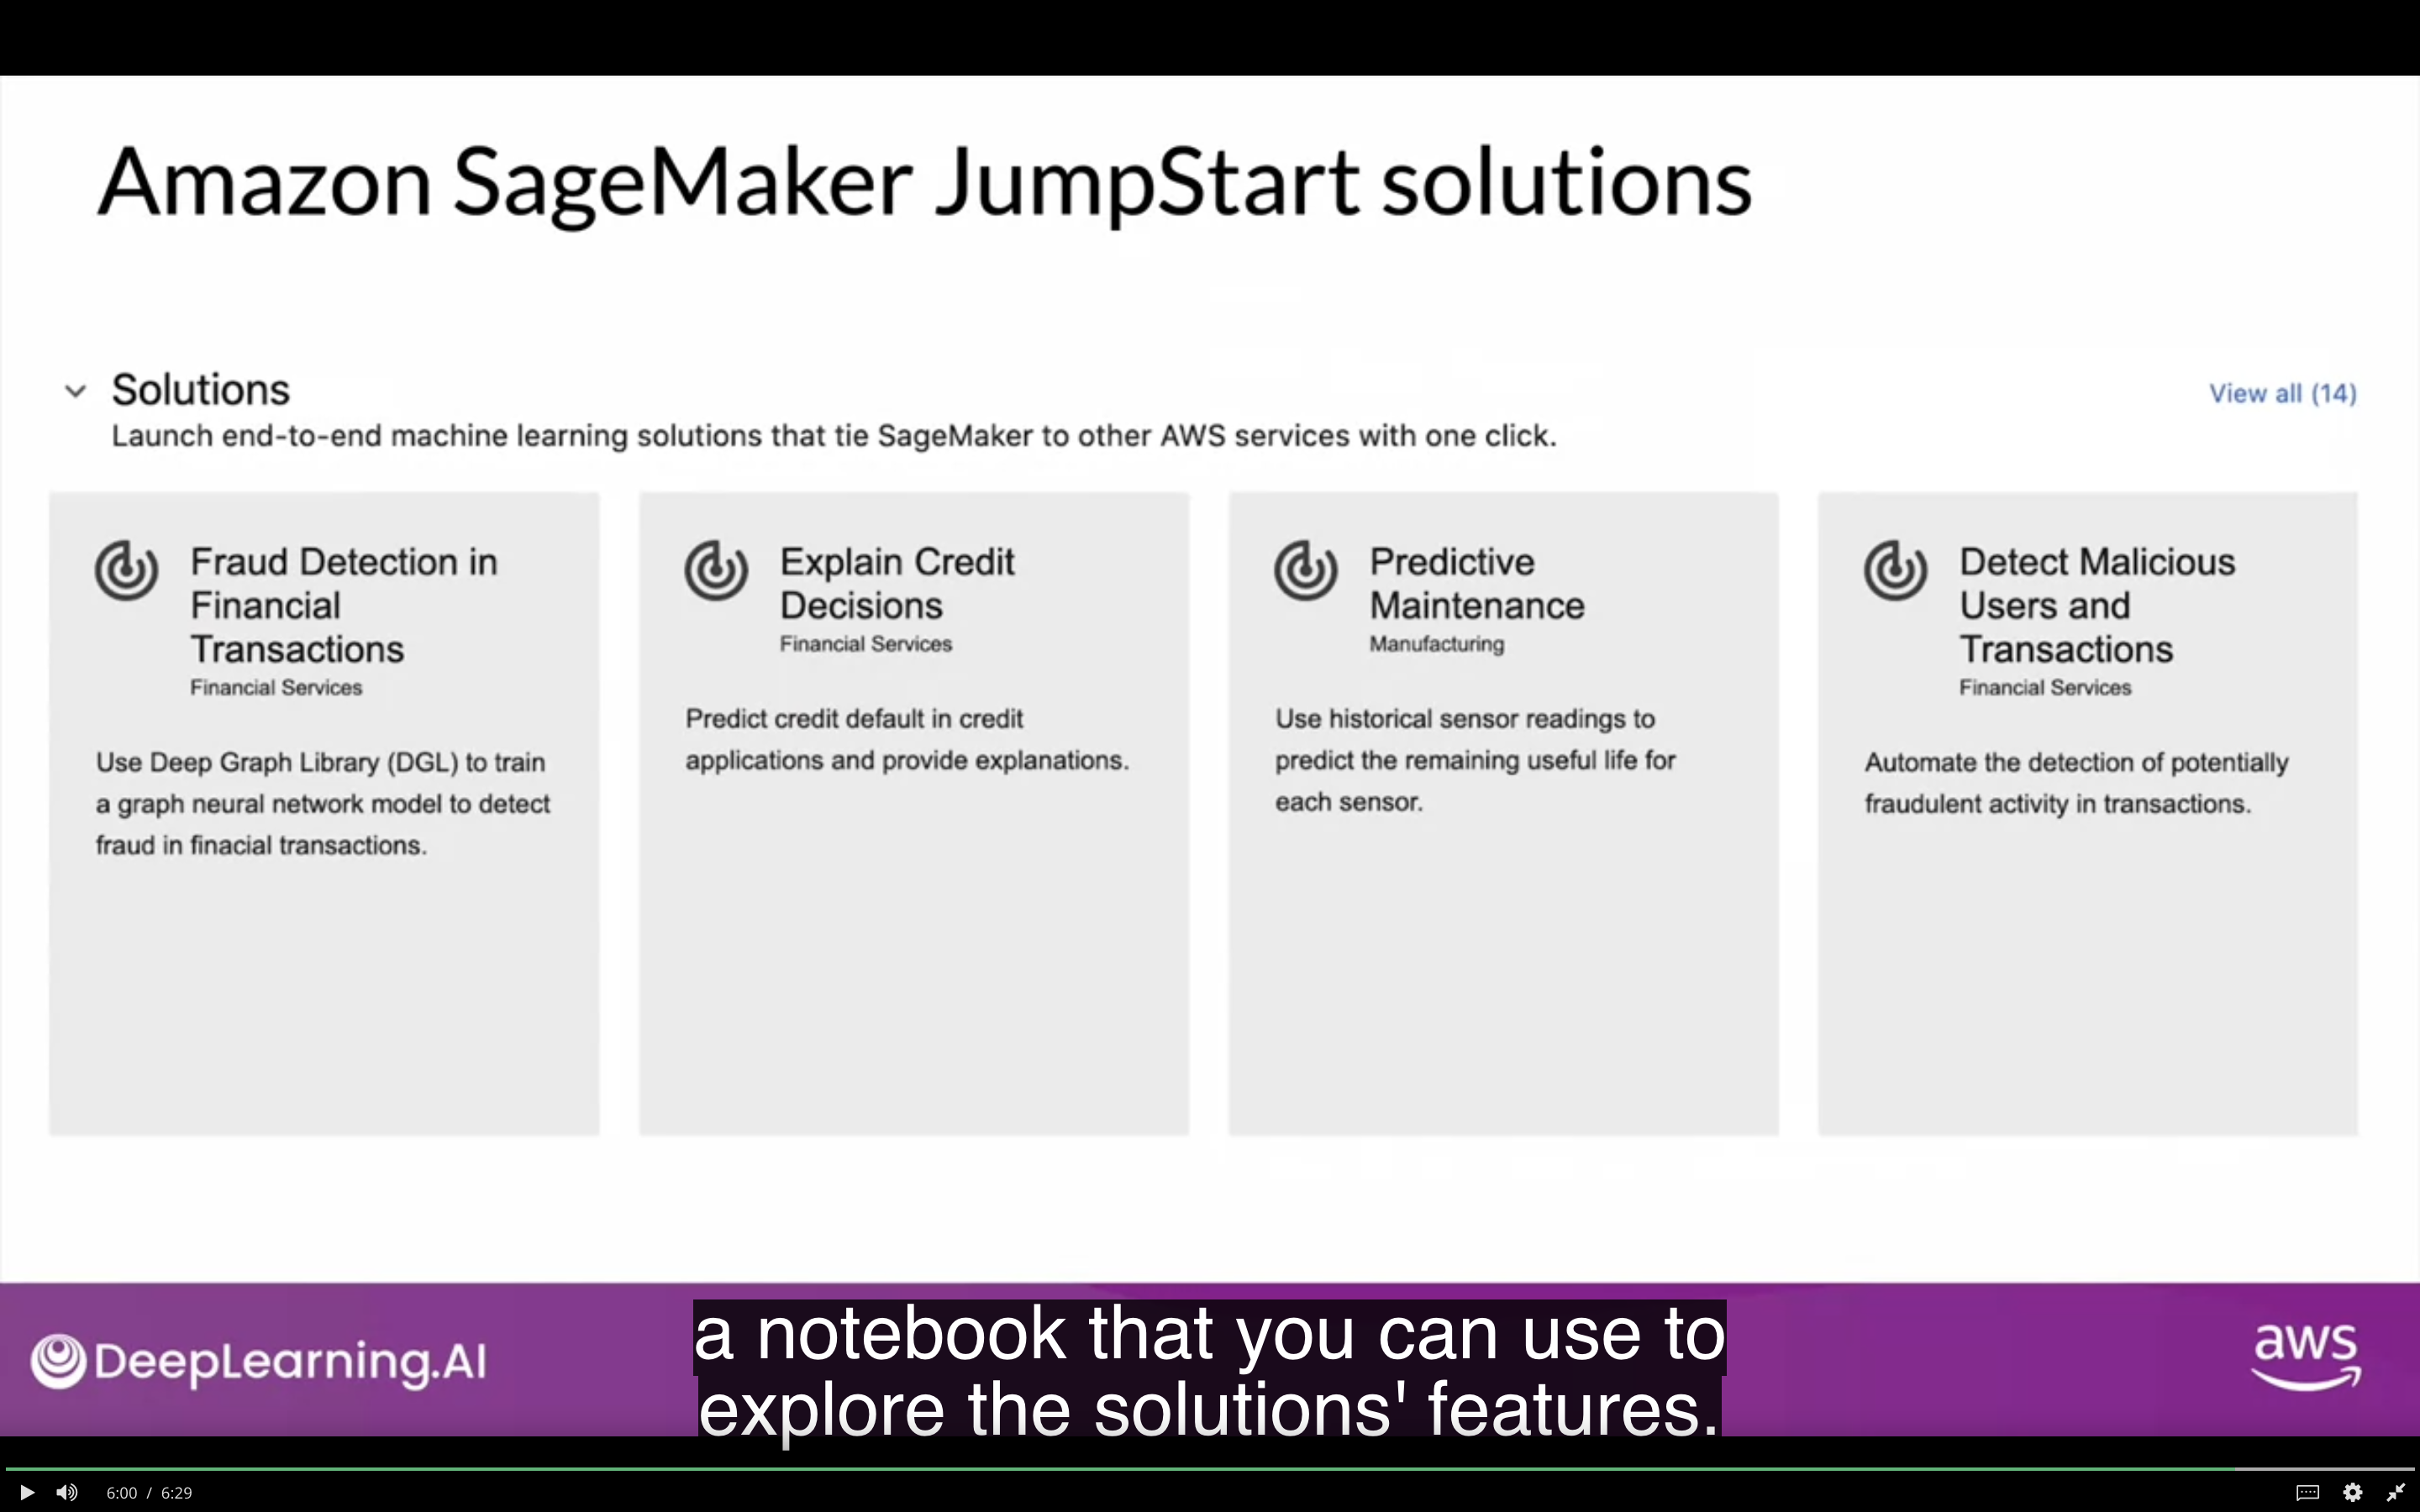 Amazon SageMaker JumpStart solutions
Solutions
View all (14)
Launch end-to-end machine learning solutions that tie SageMaker to other AWS services with one click.
Fraud Detection in
Financial
Transactions
Financial Services
Use Deep Graph Library (DGL) to train
a graph neural network model to detect
fraud in finacial transactions.
Explain Credit
Decisions
Financial Services
Predict credit default in credit
applications and provide explanations.
Predictive
Maintenance
Manufacturing
Use historical sensor readings to
predict the remaining useful life for
each sensor.
Detect Malicious
Users and
Transactions
Financial Services
Automate the detection of potentially
fraudulent activity in transactions.
DeepLearning.AI
a notebook that you can use to
explore the solutions' features.
aws
6:00 / 6:29